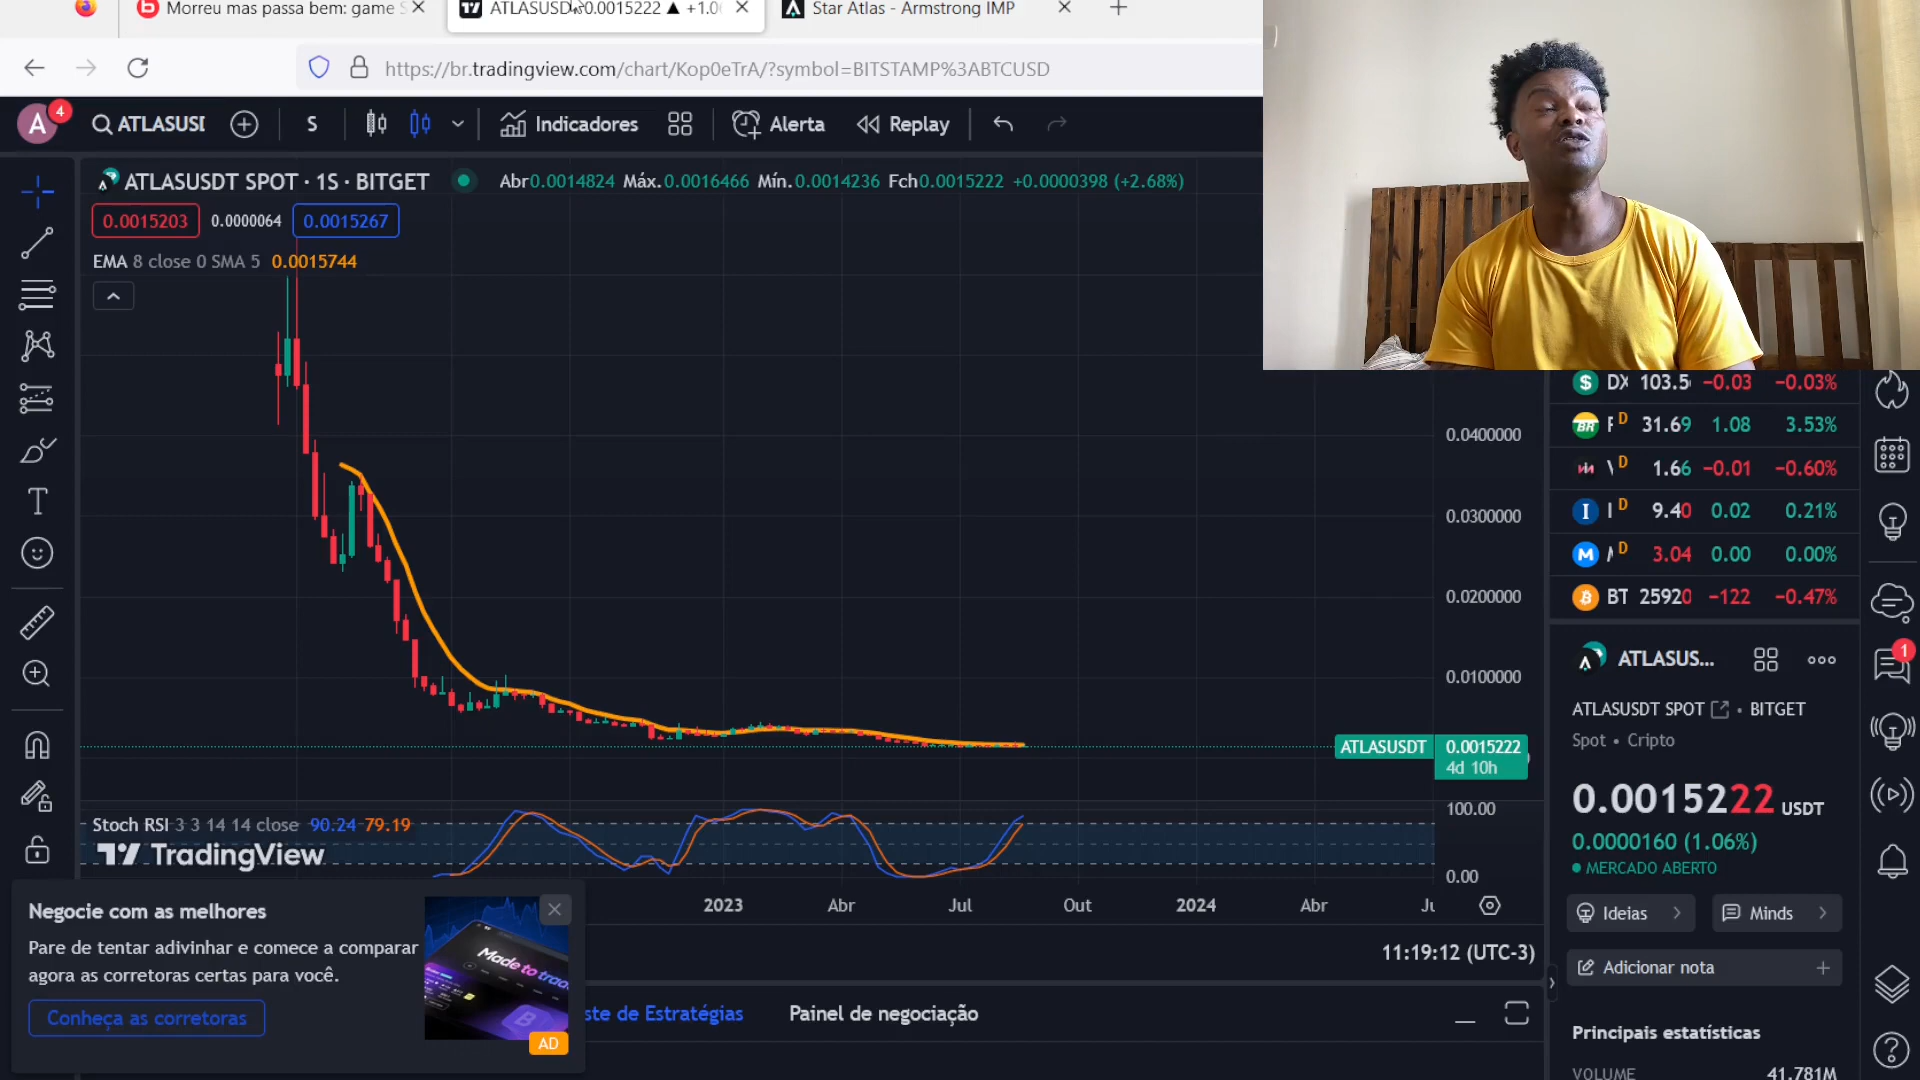 Morreu mas passa bem: game S
ATLASUSD 0.0015222 ▲ +1.0
Star Atlas - Armstrong IMP
https://br.tradingview.com/chart/Kop0eTrA/?symbol=BITSTAMP%3ABTCUSD
A 4
ATLASUSI
S
Indicadores
Alerta
Replay
ATLASUSDT SPOT · 1S · BITGET
Abr0.0014824 Máx.0.0016466 Mín.0.0014236 Fch0.0015222 +0.0000398 (+2.68%)
0.0015203 0.0000064 0.0015267
EMA 8 close 0 SMA 5 0.0015744
0.0400000
0.0300000
0.0200000
0.0100000
ATLASUSDT 0.0015222
4d 10h
100.00
Stoch RSI 3 3 14 14 close 90.24 79.19
TradingView
0.00
2023 Abr Jul Out 2024 Abr
11:19:12 (UTC-3)
Negocie com as melhores
Pare de tentar adivinhar e comece a comparar
agora as corretoras certas para você.
Conheça as corretoras
Made to trad
AD
ste de Estratégias
Painel de negociação
DX 103.5 −0.03 −0.03%
BR F D 31.69 1.08 3.53%
D 1.66 −0.01 −0.60%
I I D 9.40 0.02 0.21%
M D 3.04 0.00 0.00%
BT 25920 −122 −0.47%
ATLASUS...
ATLASUSDT SPOT • BITGET
Spot • Cripto
0.0015222 USDT
0.0000160 (1.06%)
MERCADO ABERTO
Ideias
Minds
Adicionar nota
Principais estatísticas
VOLUME 41.781M
1